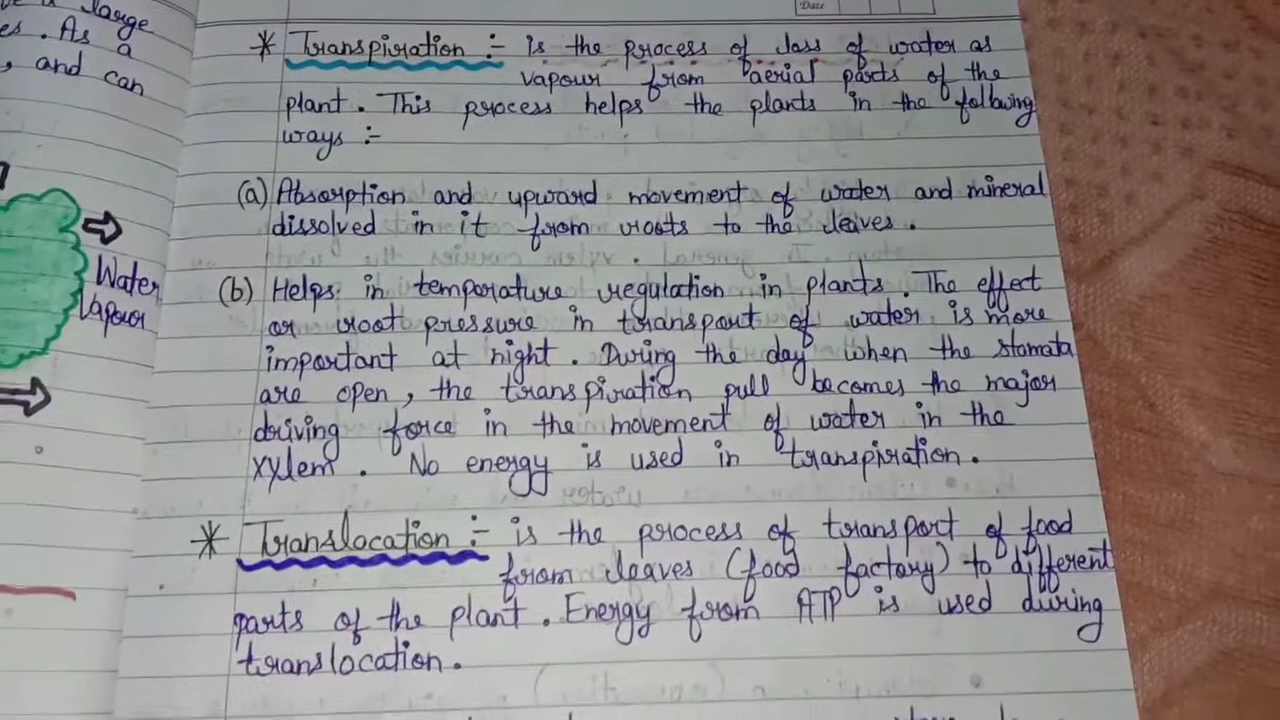 large
es. As a
, and can
Water
Vapour
Date
* Transpiration :- is the process of loss of water as
vapour from aerial parts of the
plant. This process helps the plants in the following
ways :-
(a) Absorption and upward movement of water and mineral
dissolved in it from roots to the leaves.
(b) Helps in temperature regulation in plants. The effect
or root pressure in transport of water is more
important at night. During the day when the stomata
are open, the transpiration pull becomes the major
driving force in the movement of water in the
xylem. No energy is used in transpiration.
* Translocation :- is the process of transport of food
from leaves (food factory) to different
parts of the plant. Energy from ATP is used during
translocation.